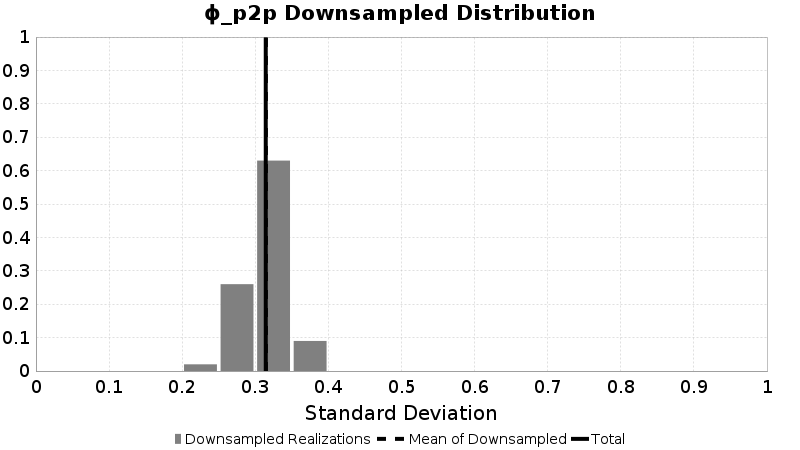 ϕ_p2p Downsampled Distribution
1
0.9
0.8
0.7
0.6
0.5
0.4
0.3
0.2
0.1
0
0 0.1 0.2 0.3 0.4 0.5 0.6 0.7 0.8 0.9 1
Standard Deviation
Downsampled Realizations Mean of Downsampled Total